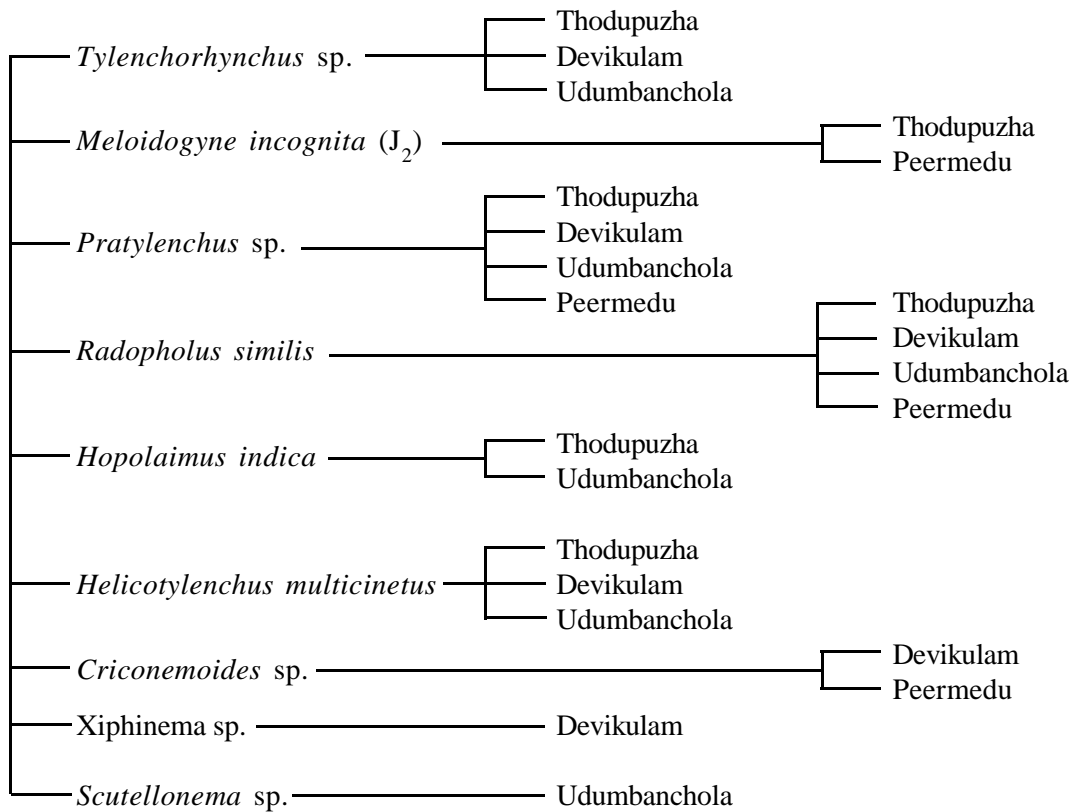 Tylenchorhynchus sp.
Thodupuzha
Devikulam
Udumbanchola
Meloidogyne incognita (J2)
Thodupuzha
Peermedu
Pratylenchus sp.
Thodupuzha
Devikulam
Udumbanchola
Peermedu
Radopholus similis
Thodupuzha
Devikulam
Udumbanchola
Peermedu
Hopolaimus indica
Thodupuzha
Udumbanchola
Helicotylenchus multicinetus
Thodupuzha
Devikulam
Udumbanchola
Criconemoides sp.
Devikulam
Peermedu
Xiphinema sp.
Devikulam
Scutellonema sp.
Udumbanchola